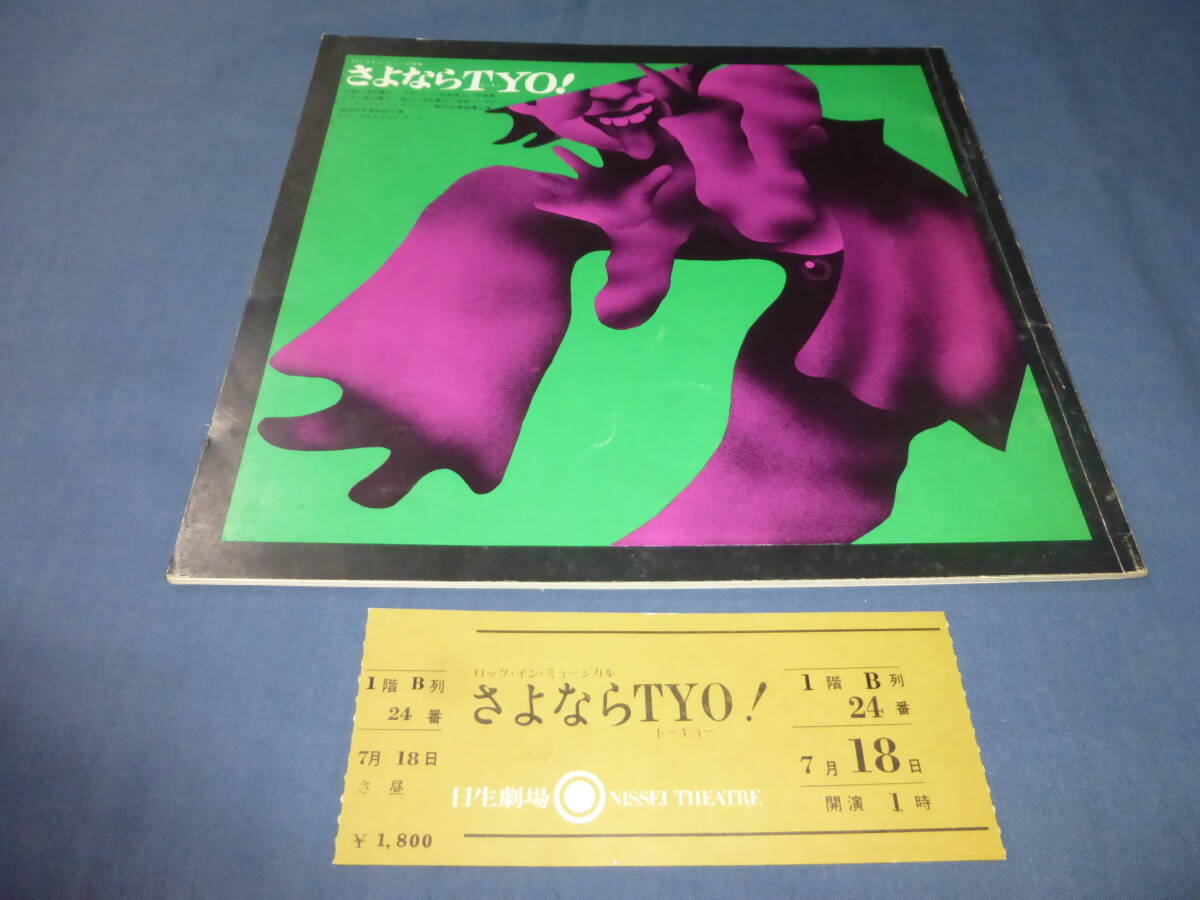 さよならTYO!
1階 B列
24番
7月 18日
さ 昼
¥ 1,800
ロック・イン・ミュージカル
さよならTYO!
トーキョー
日生劇場 NISSEI THEATRE
1階 B列
24番
7月18日
開演 1時